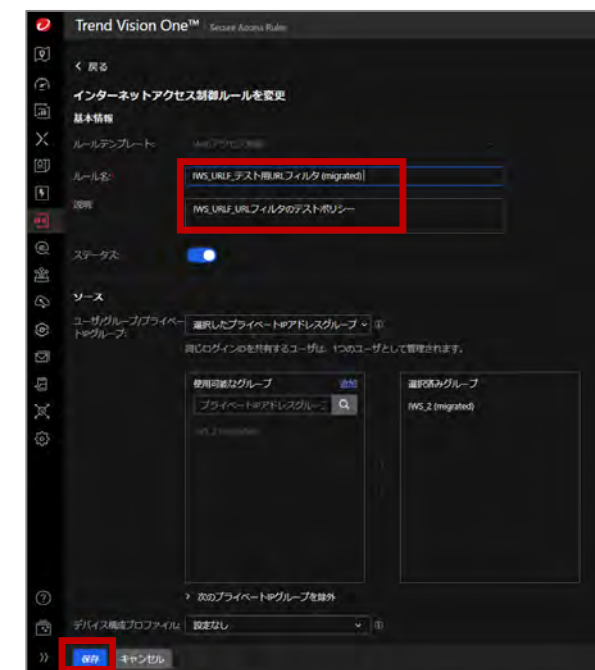 Trend Vision One™ Secure Access Rules
< 戻る
インターネットアクセス制御ルールを変更
基本情報
ルールテンプレート:
ルール名: IWS_URLF_テスト用URLフィルタ (migrated)
説明: IWS_URLF_URLフィルタのテストポリシー
ステータス:
ソース
ユーザ/グループ/プライベートIPグループ: 選択したプライベートIPアドレスグループ
同じログインIDを共有するユーザは、1つのユーザとして管理されます。
使用可能なグループ 追加
プライベートIPアドレスグループ
IWS_2 (migrated)
選択済みグループ
IWS_2 (migrated)
> 次のプライベートIPグループを除外
デバイス構成プロファイル: 設定なし
保存 キャンセル